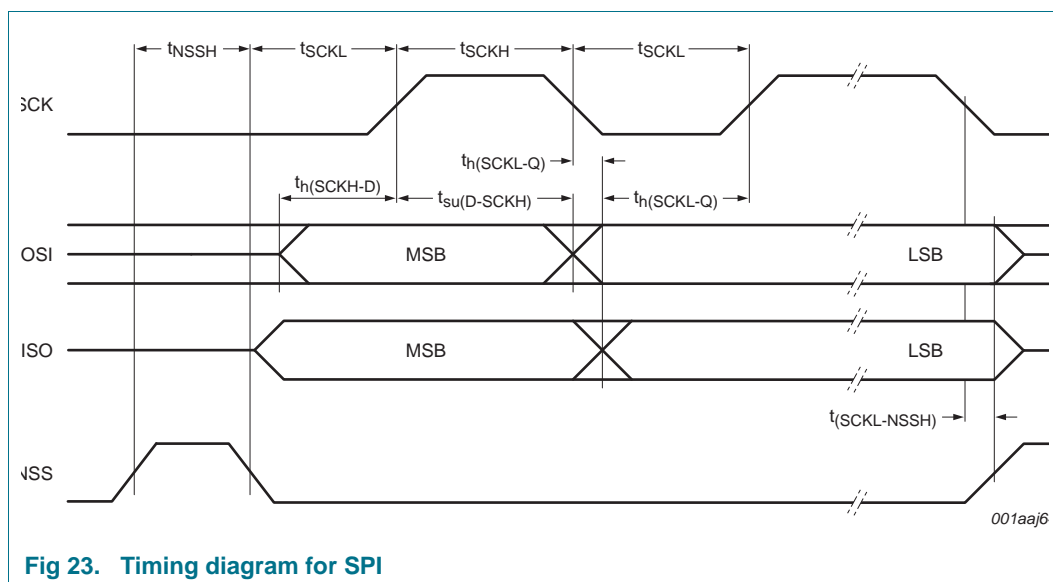 tNSSH tSCKL tSCKH tSCKL
SCK
th(SCKL-Q)
th(SCKH-D) tsu(D-SCKH) th(SCKL-Q)
OSI MSB LSB
ISO MSB LSB
t(SCKL-NSSH)
NSS
001aaj6
Fig 23. Timing diagram for SPI